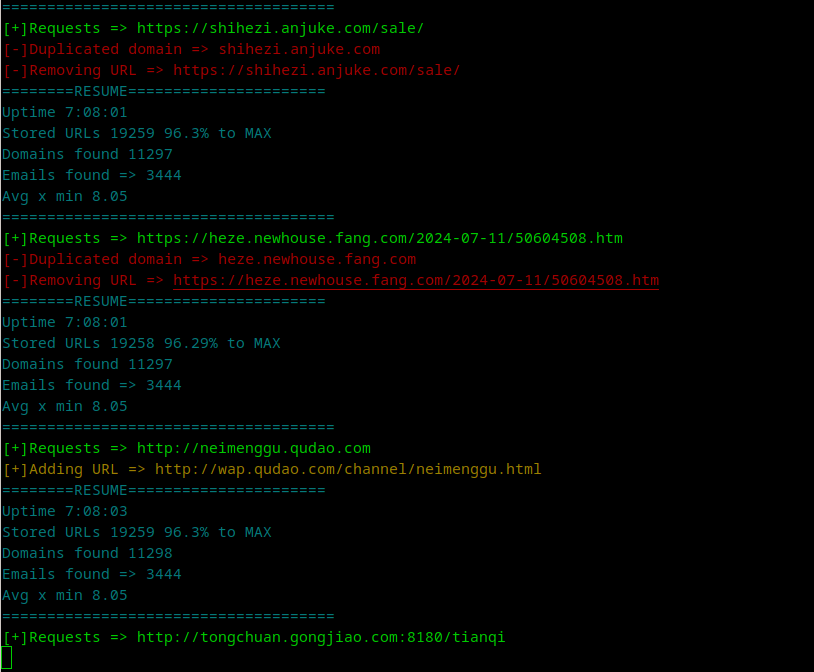 =====================================
[+]Requests => https://shihezi.anjuke.com/sale/
[-]Duplicated domain => shihezi.anjuke.com
[-]Removing URL => https://shihezi.anjuke.com/sale/
========RESUME======================
Uptime 7:08:01
Stored URLs 19259 96.3% to MAX
Domains found 11297
Emails found => 3444
Avg x min 8.05
=====================================
[+]Requests => https://heze.newhouse.fang.com/2024-07-11/50604508.htm
[-]Duplicated domain => heze.newhouse.fang.com
[-]Removing URL => https://heze.newhouse.fang.com/2024-07-11/50604508.htm
========RESUME======================
Uptime 7:08:01
Stored URLs 19258 96.29% to MAX
Domains found 11297
Emails found => 3444
Avg x min 8.05
=====================================
[+]Requests => http://neimenggu.qudao.com
[+]Adding URL => http://wap.qudao.com/channel/neimenggu.html
========RESUME======================
Uptime 7:08:03
Stored URLs 19259 96.3% to MAX
Domains found 11298
Emails found => 3444
Avg x min 8.05
=====================================
[+]Requests => http://tongchuan.gongjiao.com:8180/tianqi